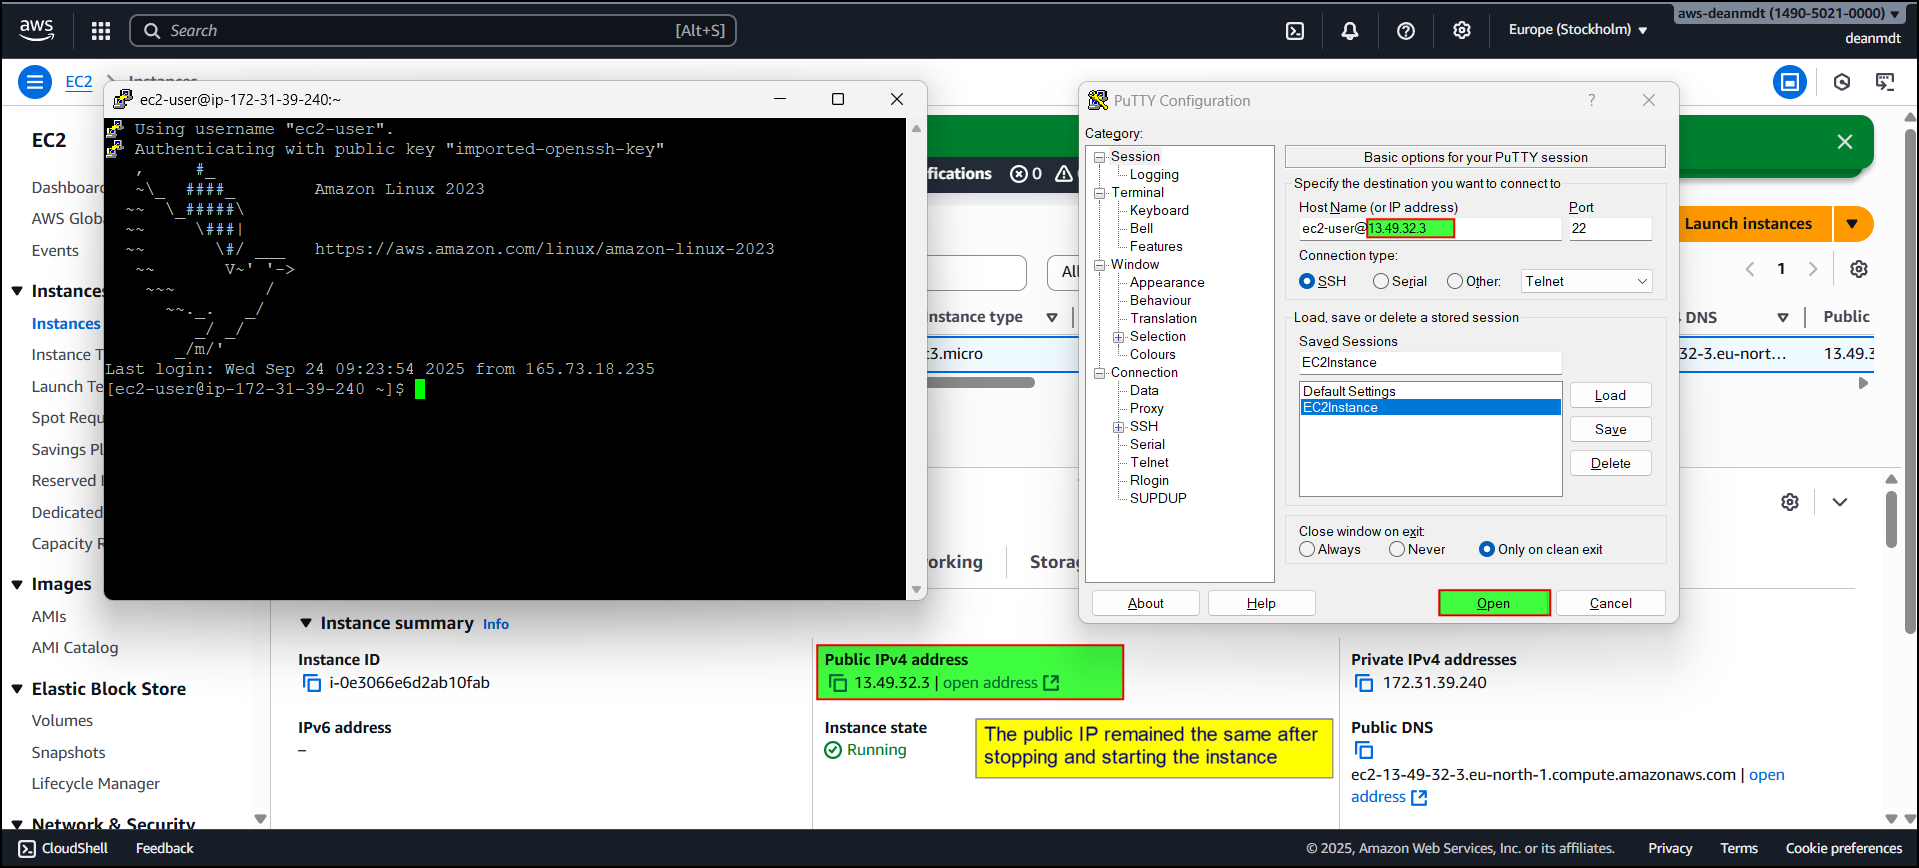 aws
Search
[Alt+S]
Europe (Stockholm)
aws-deanmdt (1490-5021-0000)
deanmdt
EC2
Instances
EC2
Dashboard
AWS Globa
Events
Instances
Instances
Instance T
Launch Te
Spot Requ
Savings Pl
Reserved I
Dedicated
Capacity R
Images
AMIs
AMI Catalog
Elastic Block Store
Volumes
Snapshots
Lifecycle Manager
Network & Security
ec2-user@ip-172-31-39-240:~
Using username "ec2-user".
Authenticating with public key "imported-openssh-key"
   ,     #_
   ~\_  ####_        Amazon Linux 2023
  ~~  \_#####\
  ~~     \###|
  ~~       \#/ ___   https://aws.amazon.com/linux/amazon-linux-2023
   ~~       V~' '->
    ~~~         /
      ~~._.   _/
         _/ _/
       _/m/'
Last login: Wed Sep 24 09:23:54 2025 from 165.73.18.235
[ec2-user@ip-172-31-39-240 ~]$
fications
0
Launch instances
All
1
nstance type
DNS
Public
t3.micro
32-3.eu-north...
13.49.3
orking
Storag
PuTTY Configuration
?
Category:
Session
Logging
Terminal
Keyboard
Bell
Features
Window
Appearance
Behaviour
Translation
Selection
Colours
Connection
Data
Proxy
SSH
Serial
Telnet
Rlogin
SUPDUP
Basic options for your PuTTY session
Specify the destination you want to connect to
Host Name (or IP address)
Port
ec2-user@13.49.32.3
22
Connection type:
SSH
Serial
Other:
Telnet
Load, save or delete a stored session
Saved Sessions
EC2Instance
Default Settings
EC2Instance
Load
Save
Delete
Close window on exit:
Always
Never
Only on clean exit
About
Help
Open
Cancel
Instance summary
Info
Instance ID
i-0e3066e6d2ab10fab
Public IPv4 address
13.49.32.3 | open address
Private IPv4 addresses
172.31.39.240
IPv6 address
–
Instance state
Running
The public IP remained the same after
stopping and starting the instance
Public DNS
ec2-13-49-32-3.eu-north-1.compute.amazonaws.com | open
address
CloudShell
Feedback
© 2025, Amazon Web Services, Inc. or its affiliates.
Privacy
Terms
Cookie preferences